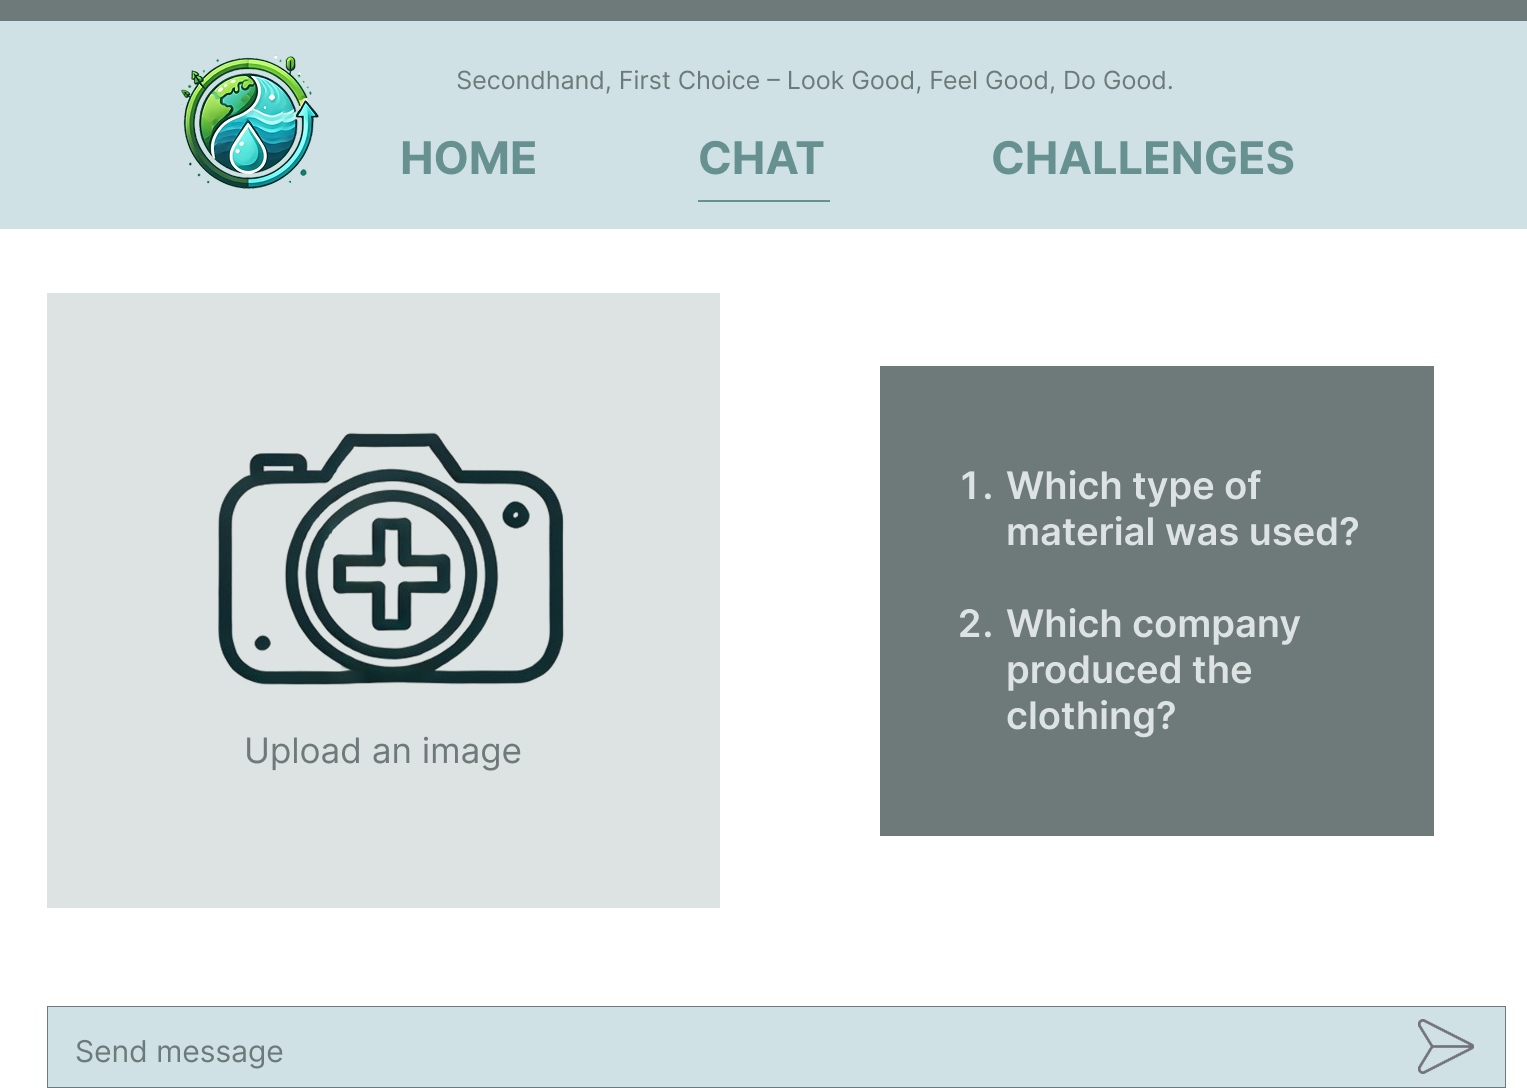 Secondhand, First Choice – Look Good, Feel Good, Do Good.
HOME
CHAT
CHALLENGES
Upload an image
1. Which type of
material was used?
2. Which company
produced the
clothing?
Send message